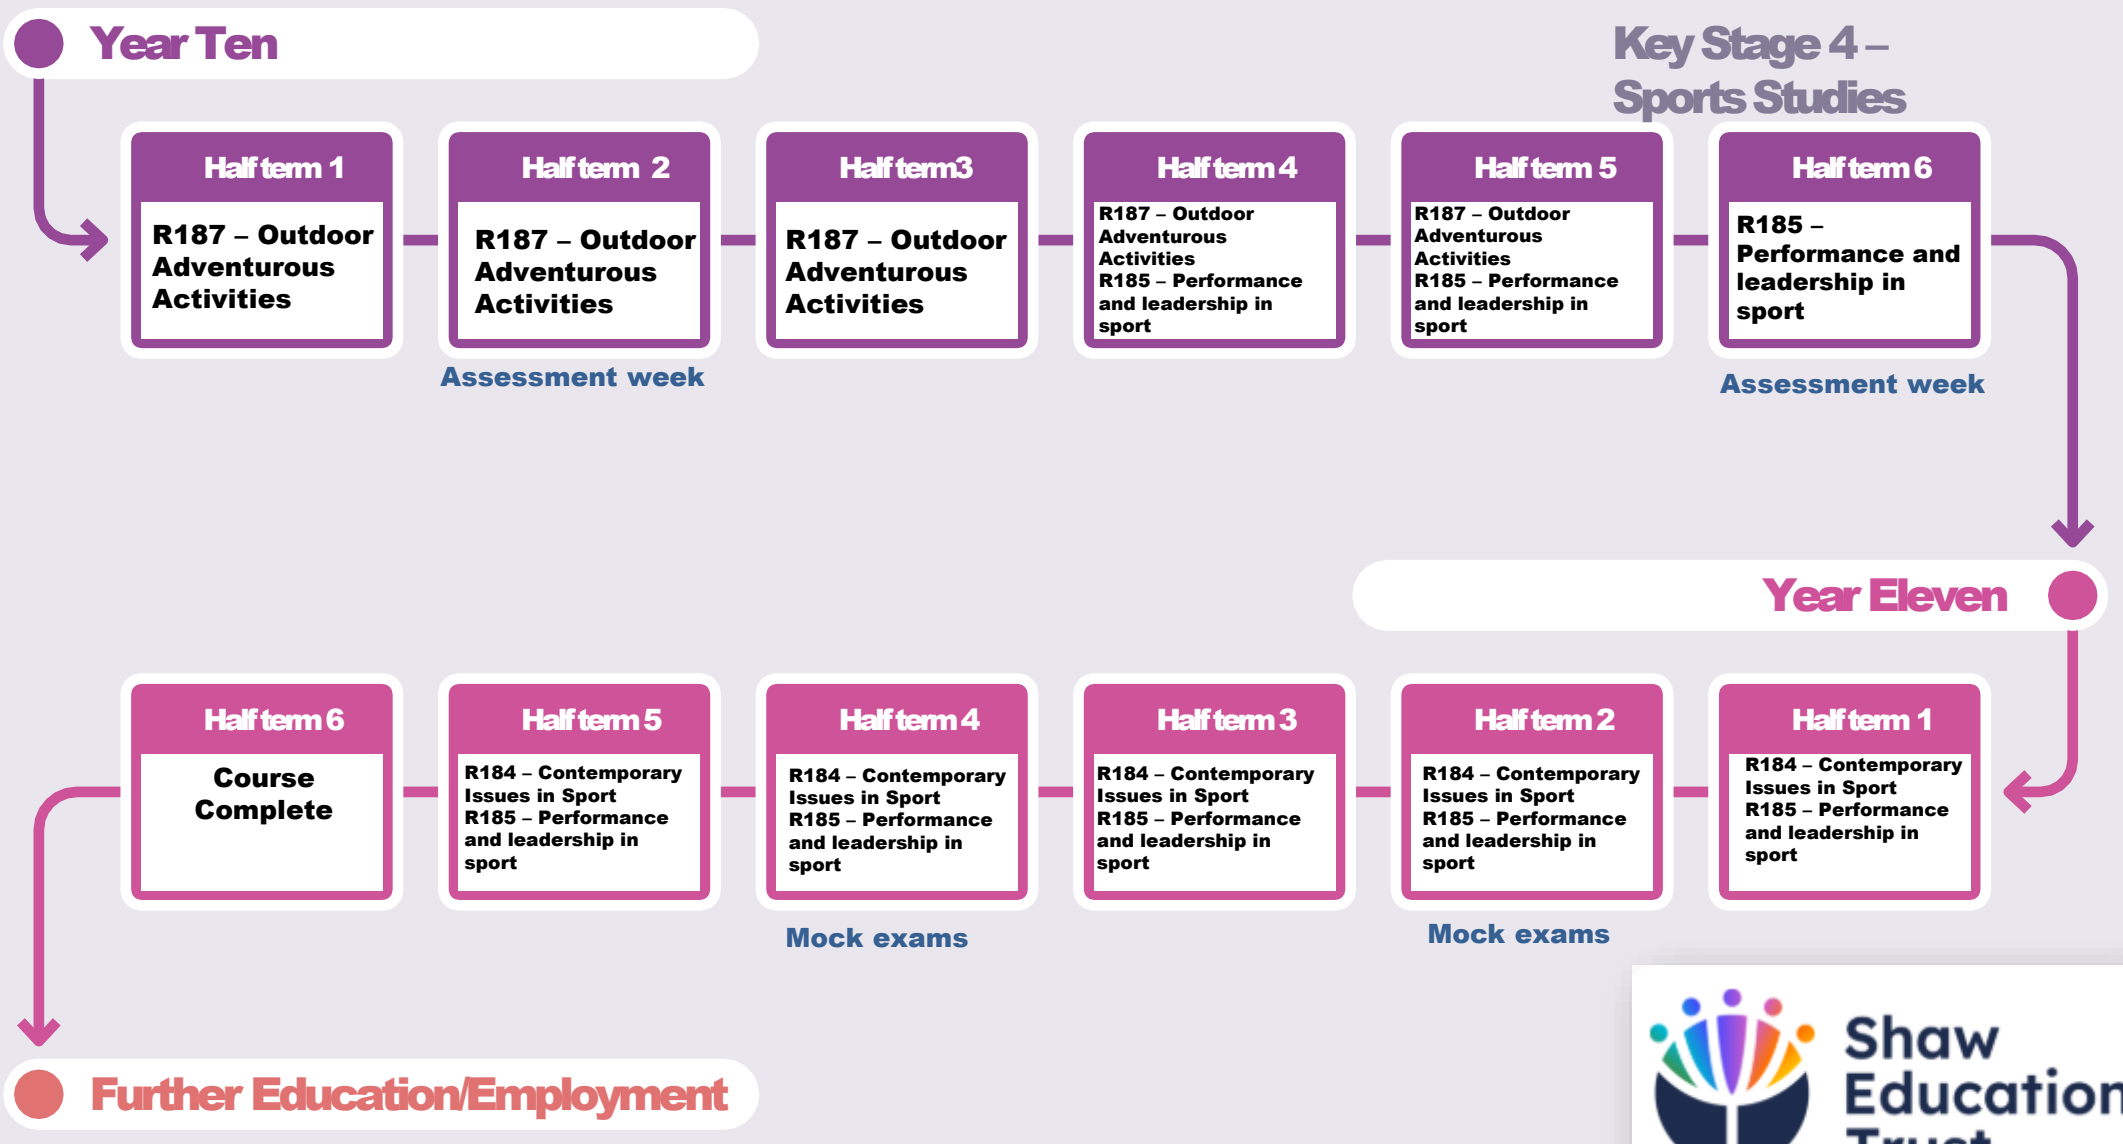 Year Ten
Key Stage 4 –
Sports Studies
Half term 1
R187 – Outdoor
Adventurous
Activities
Half term 2
R187 – Outdoor
Adventurous
Activities
Assessment week
Half term3
R187 – Outdoor
Adventurous
Activities
Half term 4
R187 – Outdoor
Adventurous
Activities
R185 – Performance
and leadership in
sport
Half term 5
R187 – Outdoor
Adventurous
Activities
R185 – Performance
and leadership in
sport
Half term 6
R185 –
Performance and
leadership in
sport
Assessment week
Year Eleven
Half term 1
R184 – Contemporary
Issues in Sport
R185 – Performance
and leadership in
sport
Half term 2
R184 – Contemporary
Issues in Sport
R185 – Performance
and leadership in
sport
Mock exams
Half term 3
R184 – Contemporary
Issues in Sport
R185 – Performance
and leadership in
sport
Half term 4
R184 – Contemporary
Issues in Sport
R185 – Performance
and leadership in
sport
Mock exams
Half term 5
R184 – Contemporary
Issues in Sport
R185 – Performance
and leadership in
sport
Half term 6
Course
Complete
Further Education/Employment
Shaw
Education
Trust